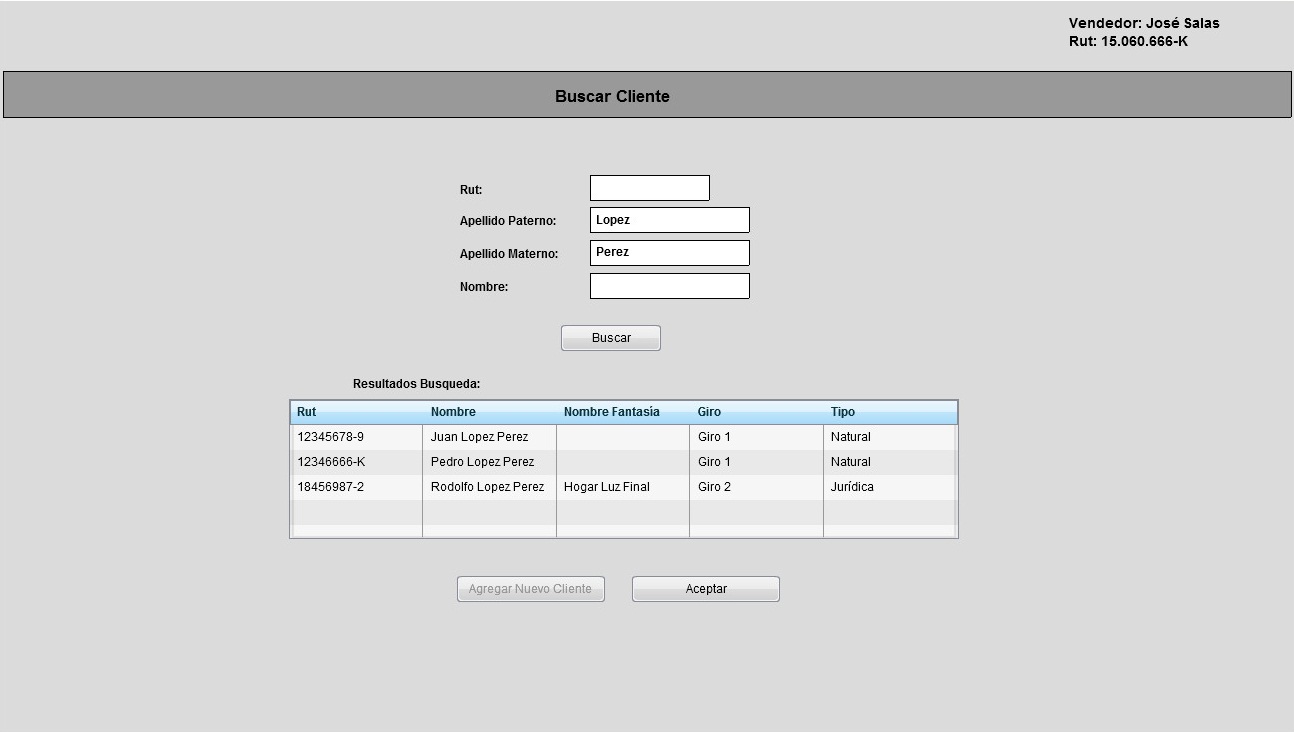 Vendedor: José Salas
Rut: 15.060.666-K
Buscar Cliente
Rut:
Apellido Paterno: Lopez
Apellido Materno: Perez
Nombre:
Buscar
Resultados Busqueda:
Rut Nombre Nombre Fantasía Giro Tipo
12345678-9 Juan Lopez Perez Giro 1 Natural
12346666-K Pedro Lopez Perez Giro 1 Natural
18456987-2 Rodolfo Lopez Perez Hogar Luz Final Giro 2 Jurídica
Agregar Nuevo Cliente Aceptar